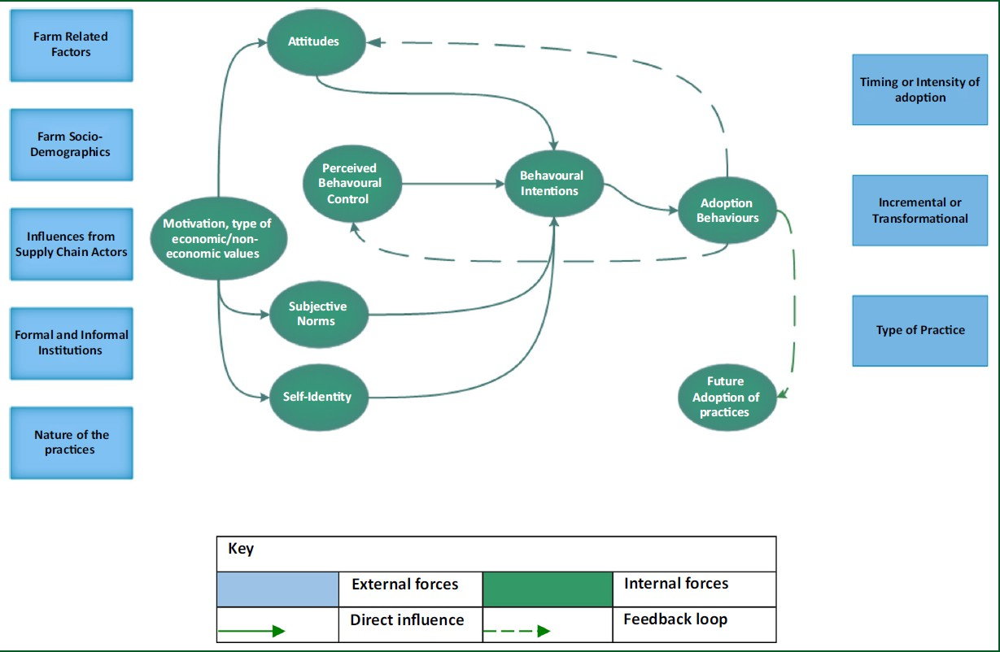 Farm Related
Factors
Farm Socio-
Demographics
Influences from
Supply Chain Actors
Formal and Informal
Institutions
Nature of the
practices
Attitudes
Perceived
Behavoural
Control
Motivation, type of
economic/non-
economic values
Subjective
Norms
Self-Identity
Behavoural
Intentions
Adoption
Behaviours
Future
Adoption of
practices
Timing or Intensity of
adoption
Incremental or
Transformational
Type of Practice
Key
External forces
Internal forces
Direct influence
Feedback loop